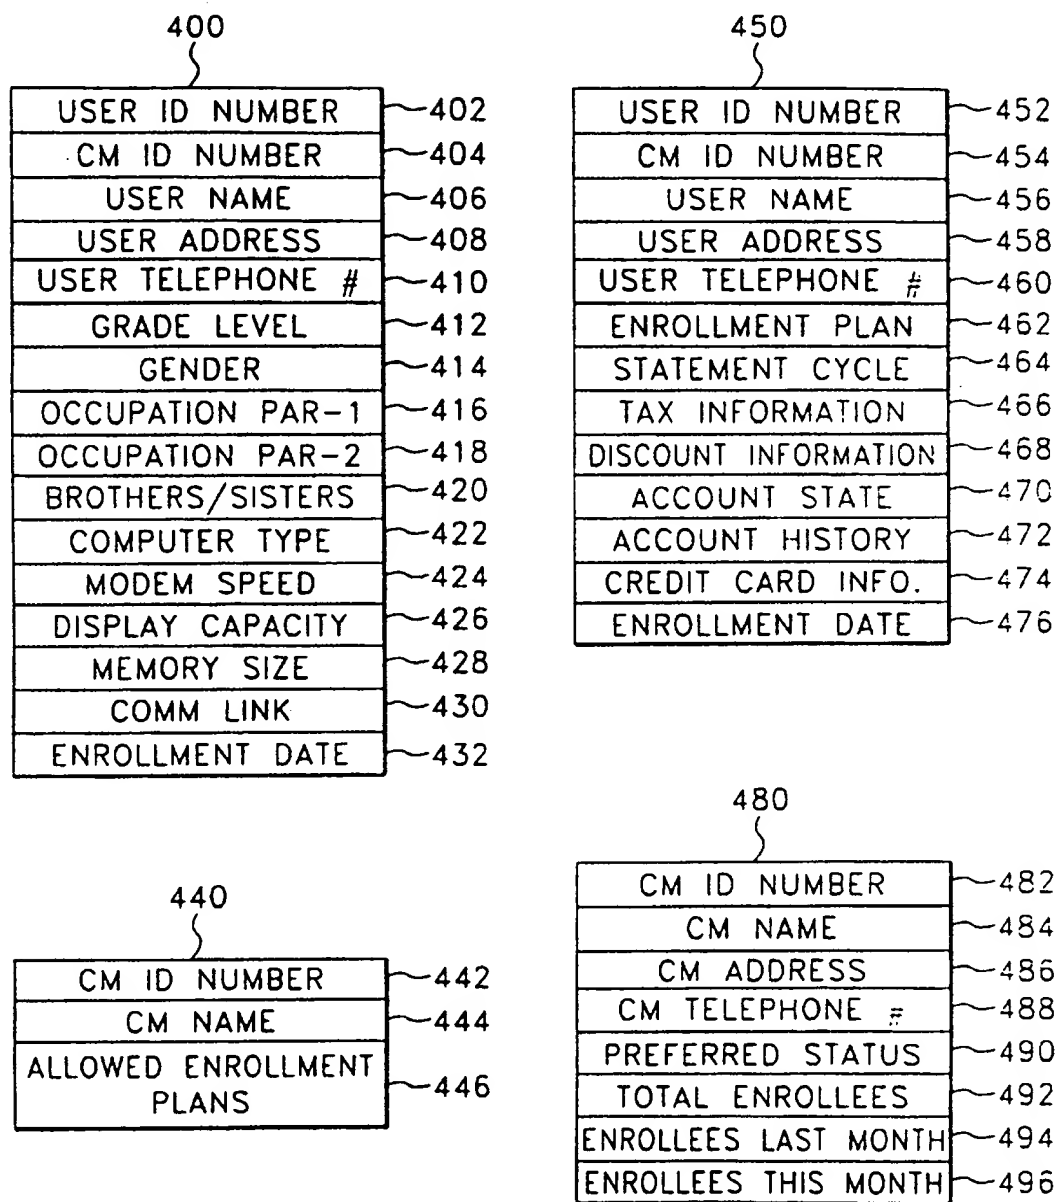 400
USER ID NUMBER 402
CM ID NUMBER 404
USER NAME 406
USER ADDRESS 408
USER TELEPHONE # 410
GRADE LEVEL 412
GENDER 414
OCCUPATION PAR-1 416
OCCUPATION PAR-2 418
BROTHERS/SISTERS 420
COMPUTER TYPE 422
MODEM SPEED 424
DISPLAY CAPACITY 426
MEMORY SIZE 428
COMM LINK 430
ENROLLMENT DATE 432
440
CM ID NUMBER 442
CM NAME 444
ALLOWED ENROLLMENT
PLANS 446
450
USER ID NUMBER 452
CM ID NUMBER 454
USER NAME 456
USER ADDRESS 458
USER TELEPHONE # 460
ENROLLMENT PLAN 462
STATEMENT CYCLE 464
TAX INFORMATION 466
DISCOUNT INFORMATION 468
ACCOUNT STATE 470
ACCOUNT HISTORY 472
CREDIT CARD INFO. 474
ENROLLMENT DATE 476
480
CM ID NUMBER 482
CM NAME 484
CM ADDRESS 486
CM TELEPHONE # 488
PREFERRED STATUS 490
TOTAL ENROLLEES 492
ENROLLEES LAST MONTH 494
ENROLLEES THIS MONTH 496